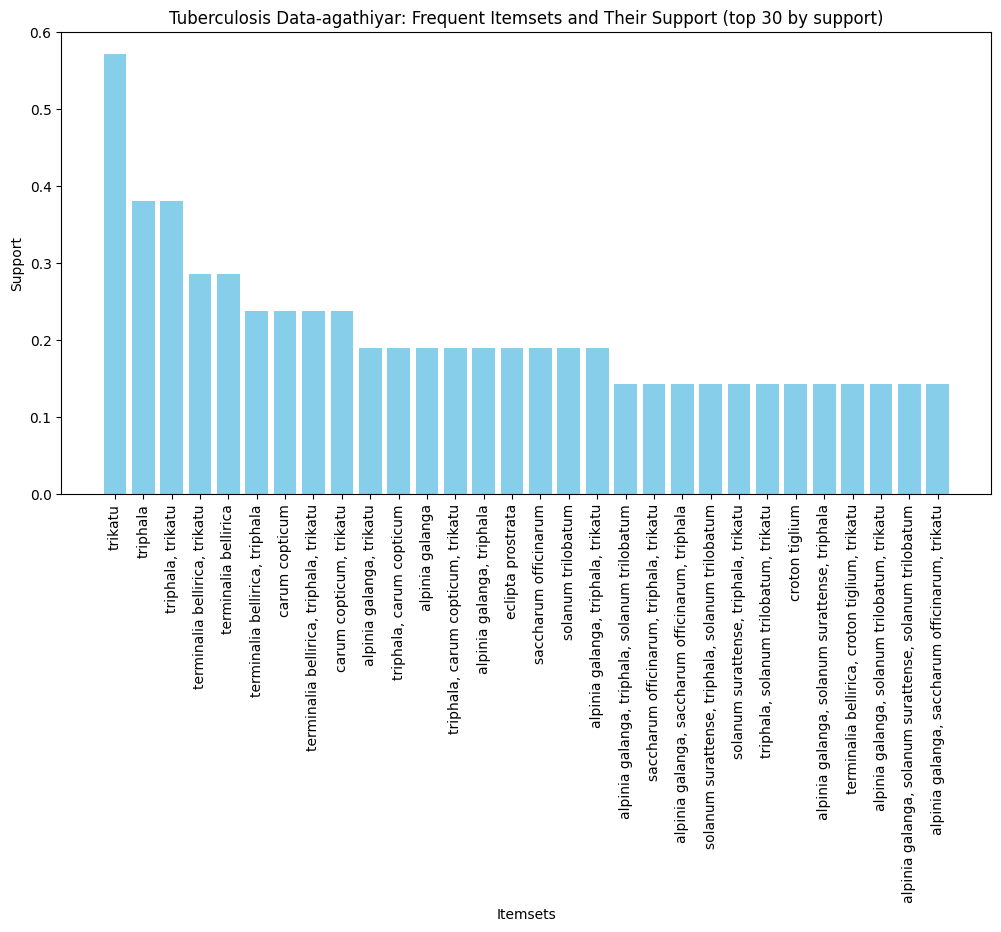 Tuberculosis Data-agathiyar: Frequent Itemsets and Their Support (top 30 by support)
Support
0.6
0.5
0.4
0.3
0.2
0.1
0.0
trikatu
triphala
triphala, trikatu
terminalia bellirica, trikatu
terminalia bellirica
terminalia bellirica, triphala
carum copticum
terminalia bellirica, triphala, trikatu
carum copticum, trikatu
alpinia galanga, trikatu
triphala, carum copticum
alpinia galanga
triphala, carum copticum, trikatu
alpinia galanga, triphala
eclipta prostrata
saccharum officinarum
solanum trilobatum
alpinia galanga, triphala, trikatu
alpinia galanga, triphala, solanum trilobatum
saccharum officinarum, triphala, trikatu
alpinia galanga, saccharum officinarum, triphala
solanum surattense, triphala, solanum trilobatum
solanum surattense, triphala, trikatu
triphala, solanum trilobatum, trikatu
croton tiglium
alpinia galanga, solanum surattense, triphala
terminalia bellirica, croton tiglium, trikatu
alpinia galanga, solanum trilobatum, trikatu
alpinia galanga, solanum surattense, solanum trilobatum
alpinia galanga, saccharum officinarum, trikatu
Itemsets